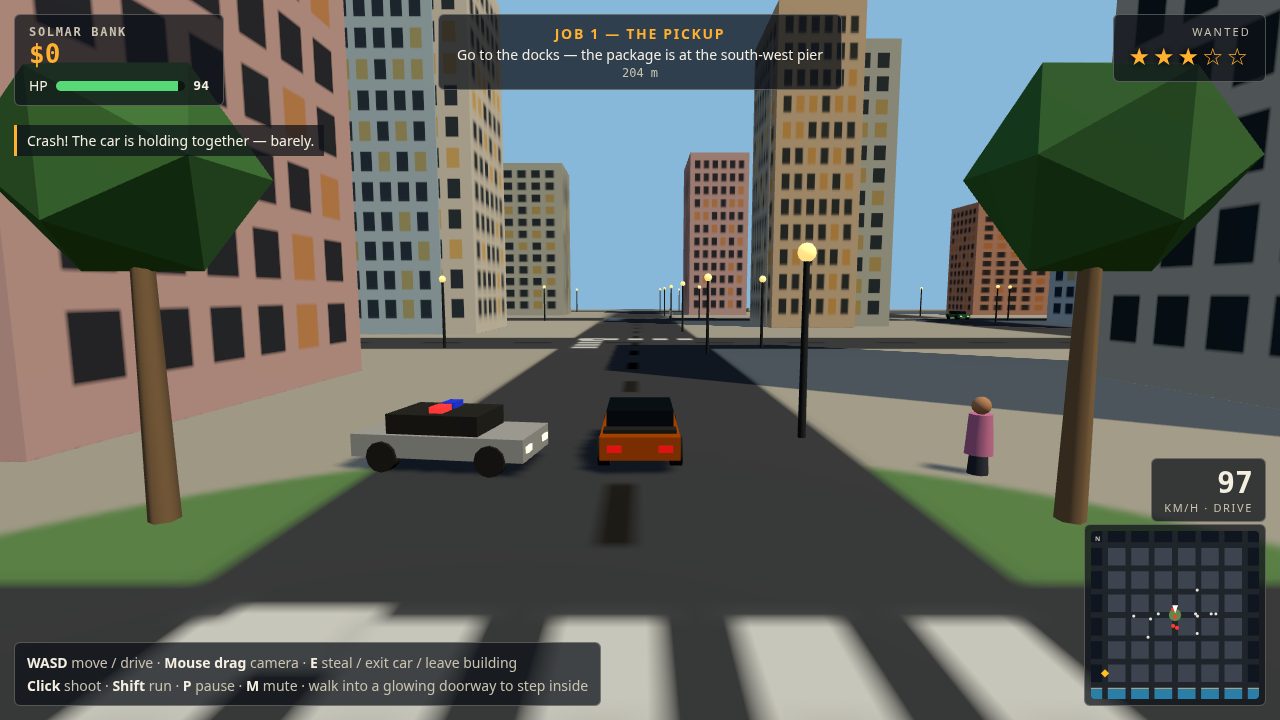 SOLMAR BANK
$0
HP 94
Crash! The car is holding together — barely.
JOB 1 — THE PICKUP
Go to the docks — the package is at the south-west pier
204 m
WANTED
★★★☆☆
97
KM/H · DRIVE
N
WASD move / drive · Mouse drag camera · E steal / exit car / leave building
Click shoot · Shift run · P pause · M mute · walk into a glowing doorway to step inside